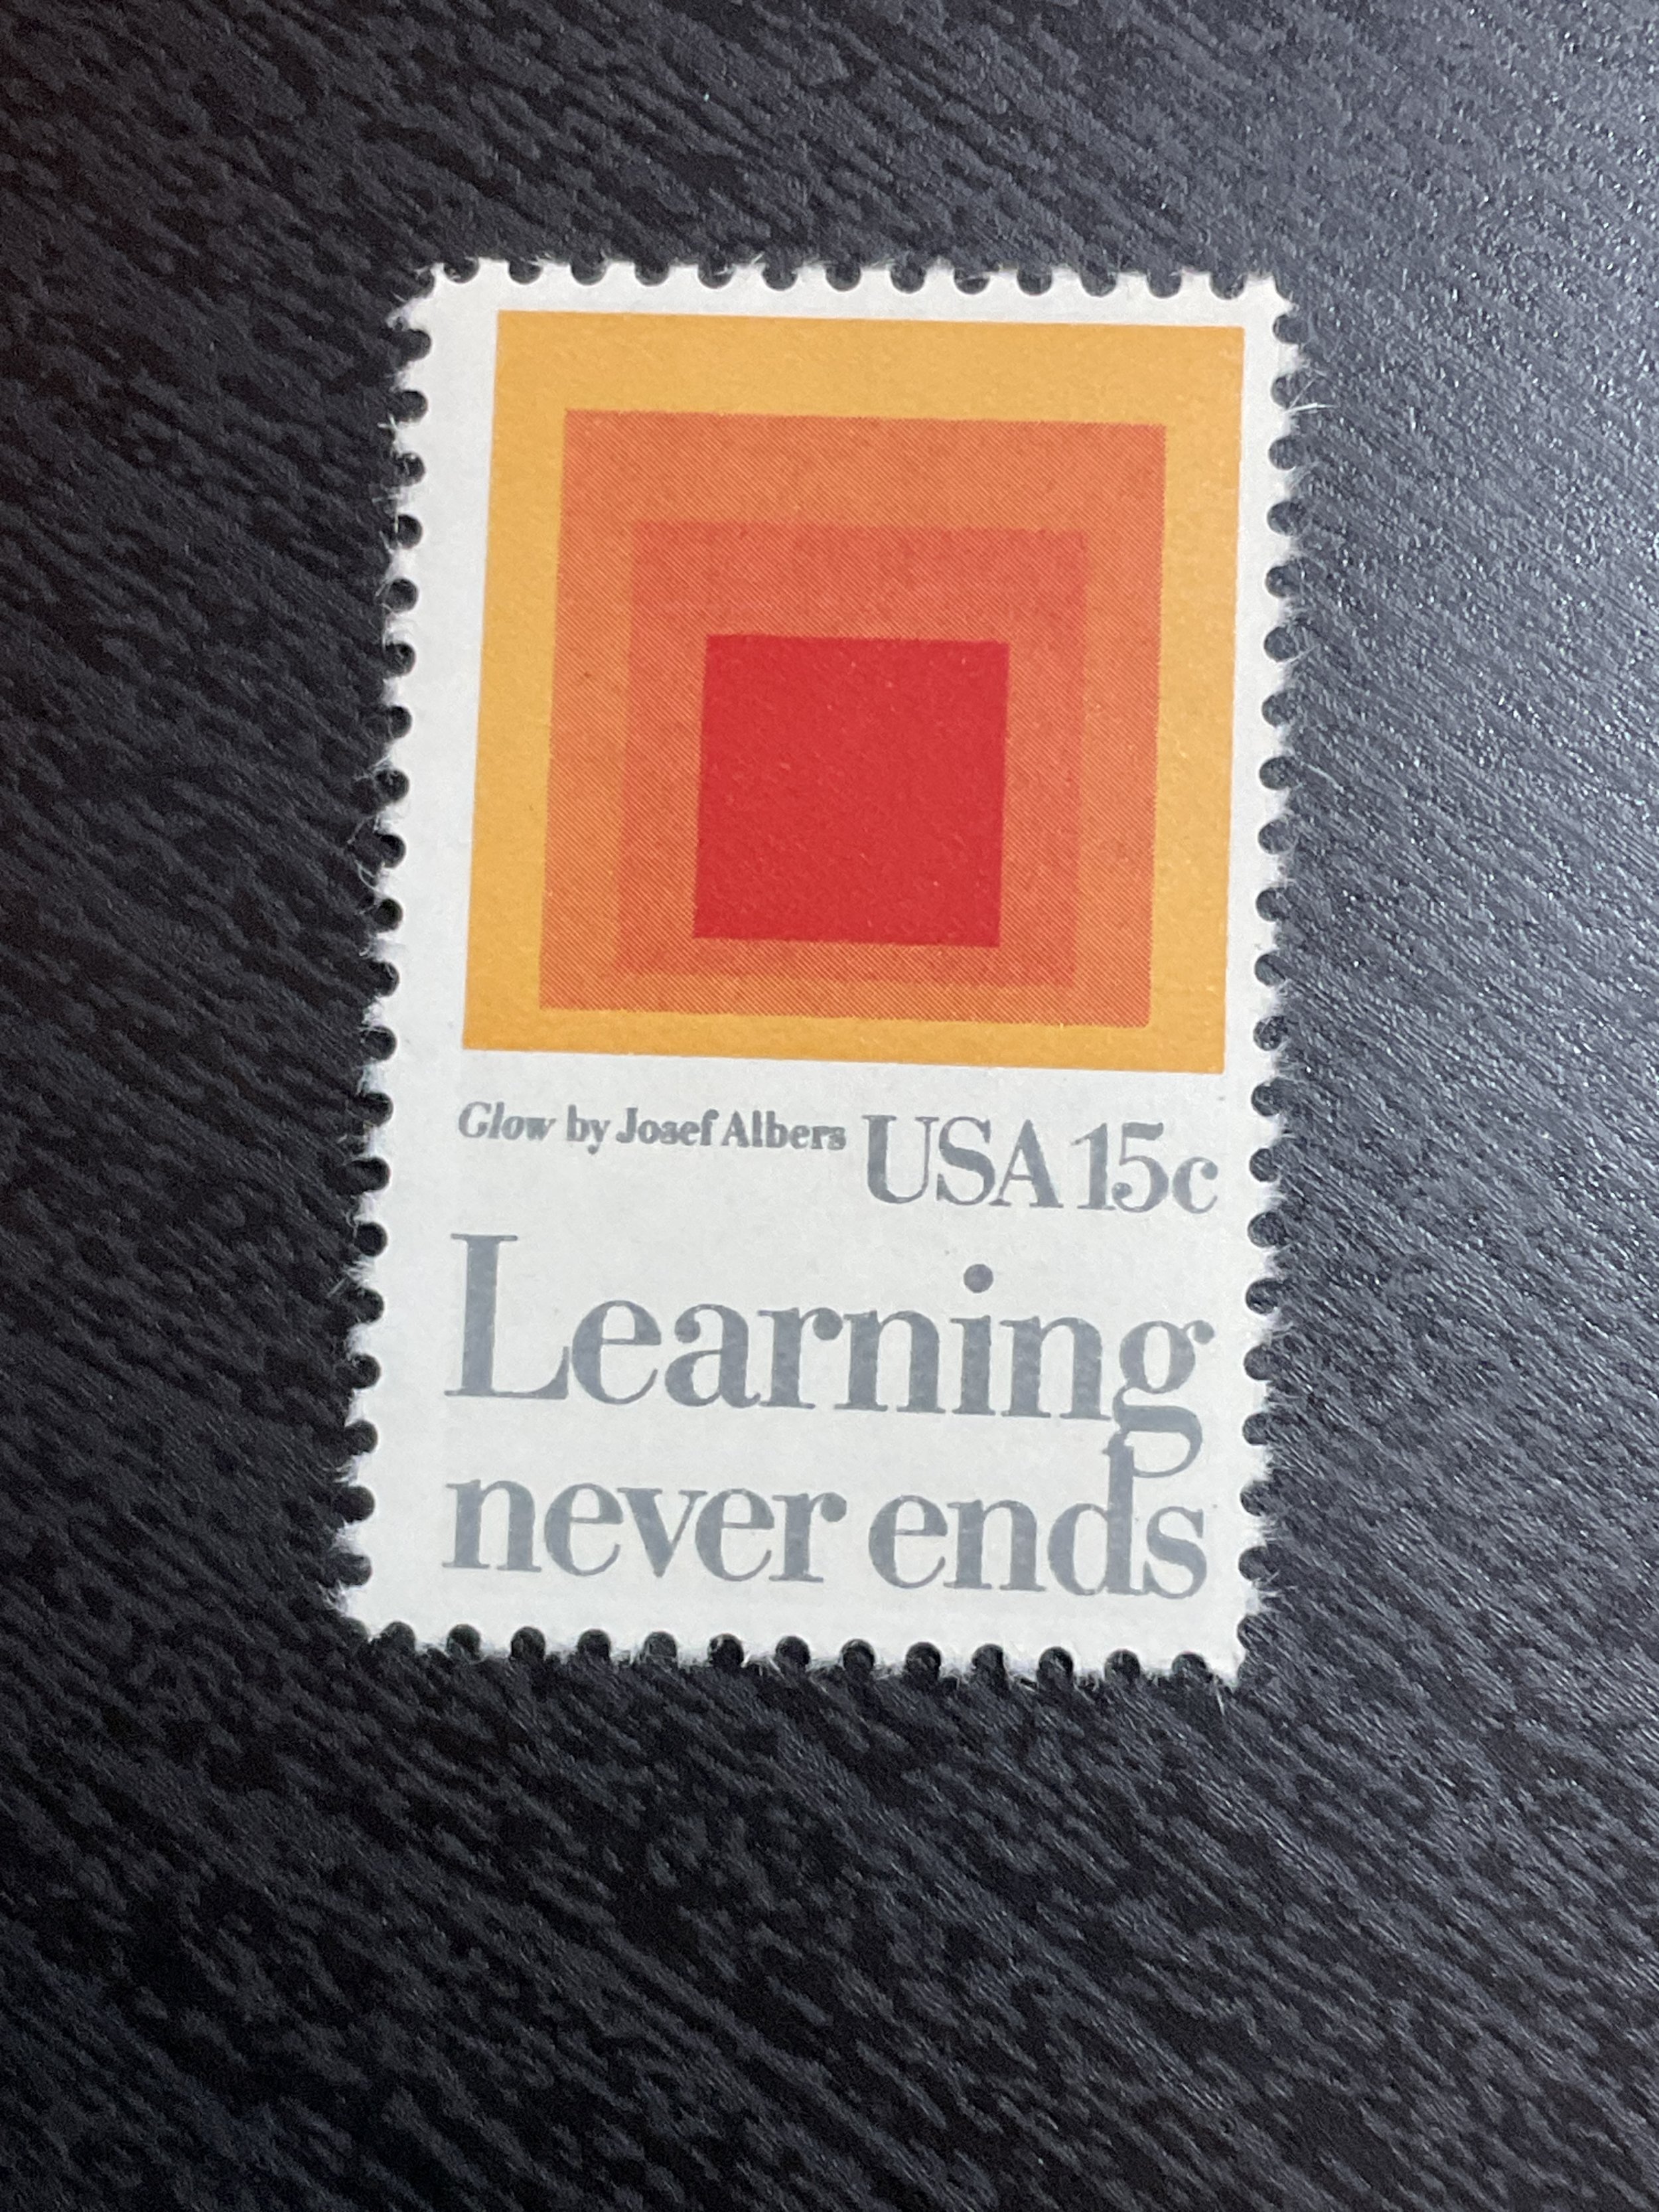 Glow by Josef Albers USA 15c
Learning
never ends